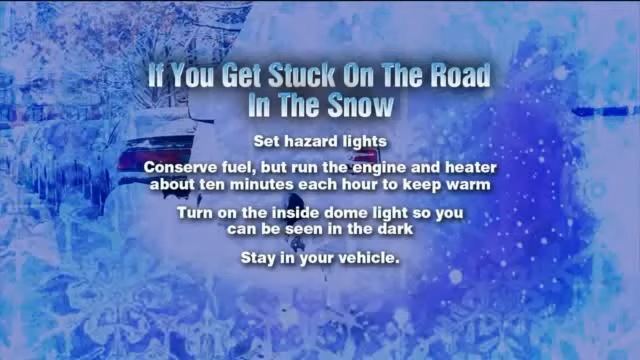 If You Get Stuck On The Road
In The Snow
Set hazard lights
Conserve fuel, but run the engine and heater
about ten minutes each hour to keep warm
Turn on the inside dome light so you
can be seen in the dark
Stay in your vehicle.